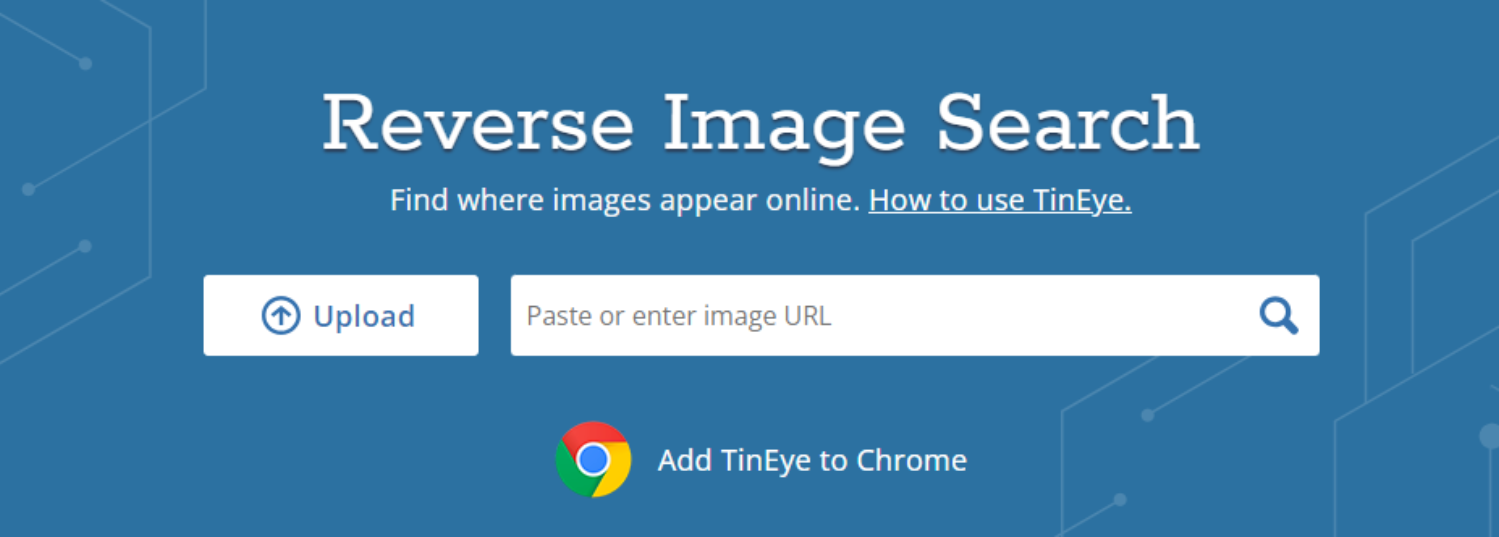 Reverse Image Search
Find where images appear online. How to use TinEye.
Upload
Paste or enter image URL
Add TinEye to Chrome